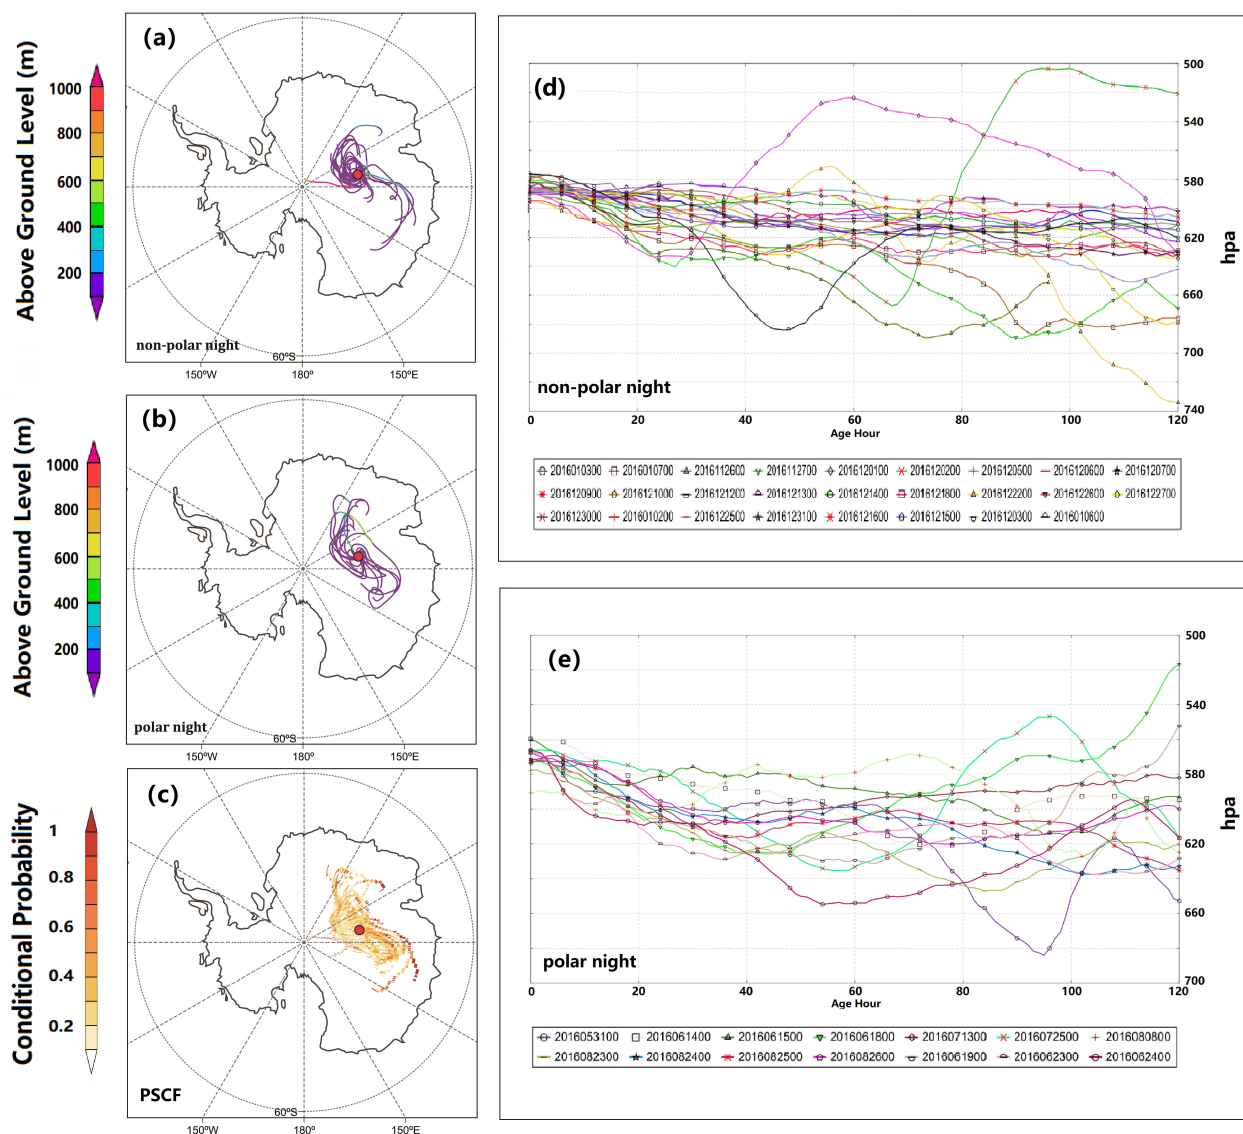 (a)
Above Ground Level (m)
1000
800
600
400
200
non-polar night
60°S
150°W
180°
150°E
(b)
Above Ground Level (m)
1000
800
600
400
200
polar night
60°S
150°W
180°
150°E
(c)
Conditional Probability
1
0.8
0.6
0.4
0.2
PSCF
60°S
150°W
180°
150°E
(d)
500
540
580
620
660
700
740
hpa
non-polar night
0 20 40 60 80 100 120
Age Hour
2016010300 2016010700 2016112600 2016112700 2016120100 2016120200 2016120500 2016120600 2016120700
2016120900 2016121000 2016121200 2016121300 2016121400 2016121800 2016122200 2016122600 2016122700
2016123000 2016010200 2016122500 2016123100 2016121600 2016121500 2016120300 2016010600
(e)
500
540
580
620
660
700
hpa
polar night
0 20 40 60 80 100 120
Age Hour
2016053100 2016061400 2016061500 2016061800 2016071300 2016072500 2016080800
2016082300 2016082400 2016082500 2016082600 2016061900 2016062300 2016062400